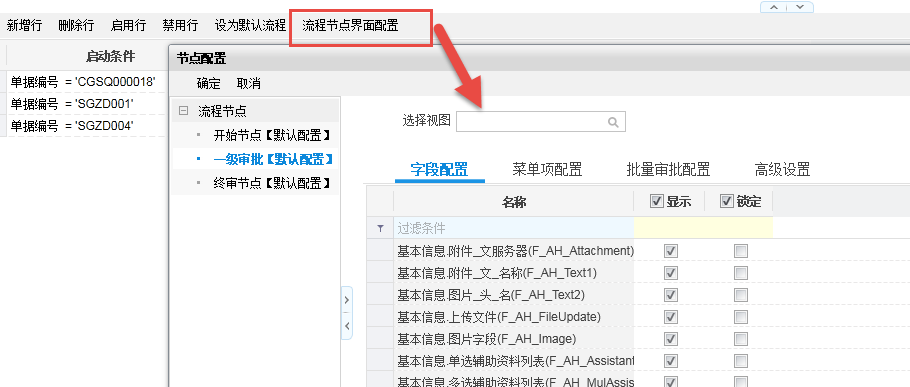 新增行 删除行 启用行 禁用行 设为默认流程 流程节点界面配置
启动条件
单据编号 = 'CGSQ000018'
单据编号 = 'SGZD001'
单据编号 = 'SGZD004'
节点配置
确定 取消
流程节点
开始节点【默认配置】
一级审批【默认配置】
终审节点【默认配置】
选择视图
字段配置 菜单项配置 批量审批配置 高级设置
名称 显示 锁定
过滤条件
基本信息.附件_文服务器(F_AH_Attachment)
基本信息.附件_文_名称(F_AH_Text1)
基本信息.图片_头_名(F_AH_Text2)
基本信息.上传文件(F_AH_FileUpdate)
基本信息.图片字段(F_AH_Image)
基本信息.单选辅助资料列表(F_AH_Assistant
基本信息.多选辅助资料列表(F_AH_MulAssis